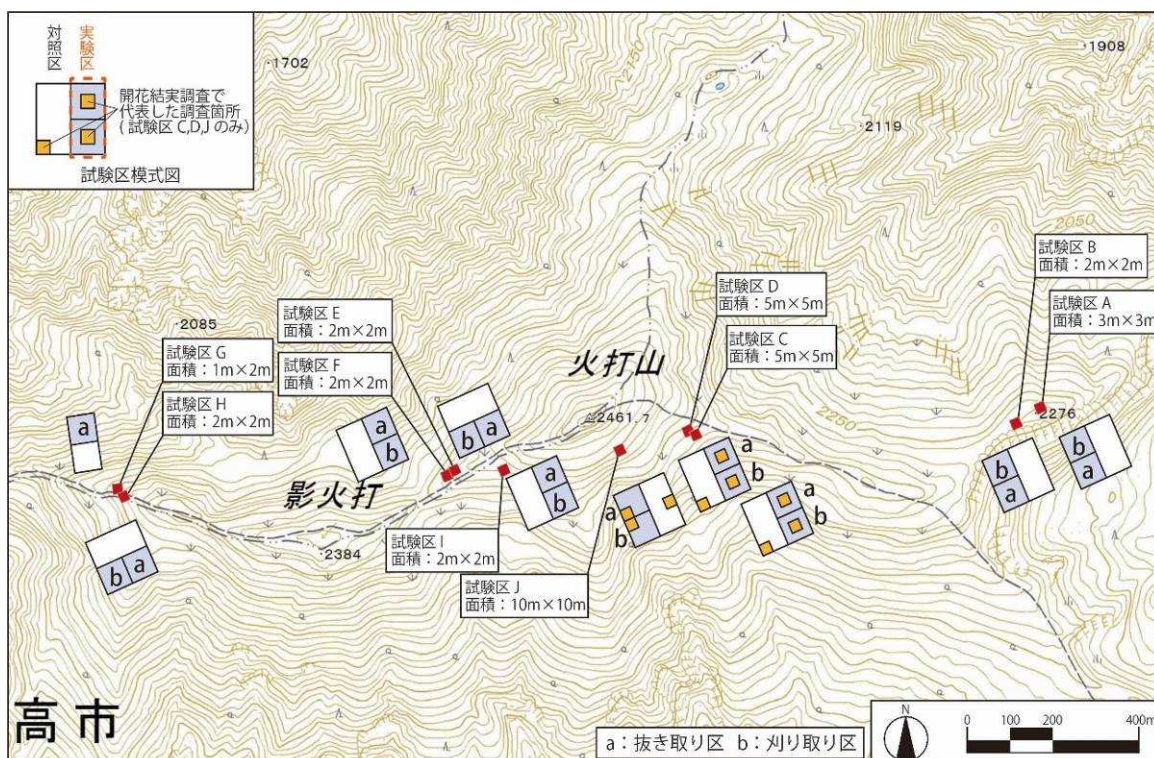 対照区
実験区
開花結実調査で
代表した調査箇所
(試験区 C,D,J のみ)
試験区模式図
・1702
2150
・1908
・2119
2050
試験区 B
面積：2m×2m
試験区 A
面積：3m×3m
試験区 D
面積：5m×5m
試験区 C
面積：5m×5m
試験区 E
面積：2m×2m
試験区 F
面積：2m×2m
・2085
試験区 G
面積：1m×2m
試験区 H
面積：2m×2m
火打山
2461.7
2250
2276
a
b
a
a
b
b
a
a
b
a
b
a
b
b
a
b
a
影火打
a
b
b
a
・2384
試験区 I
面積：2m×2m
試験区 J
面積：10m×10m
高市
a：抜き取り区 b：刈り取り区
N
0 100 200 400m